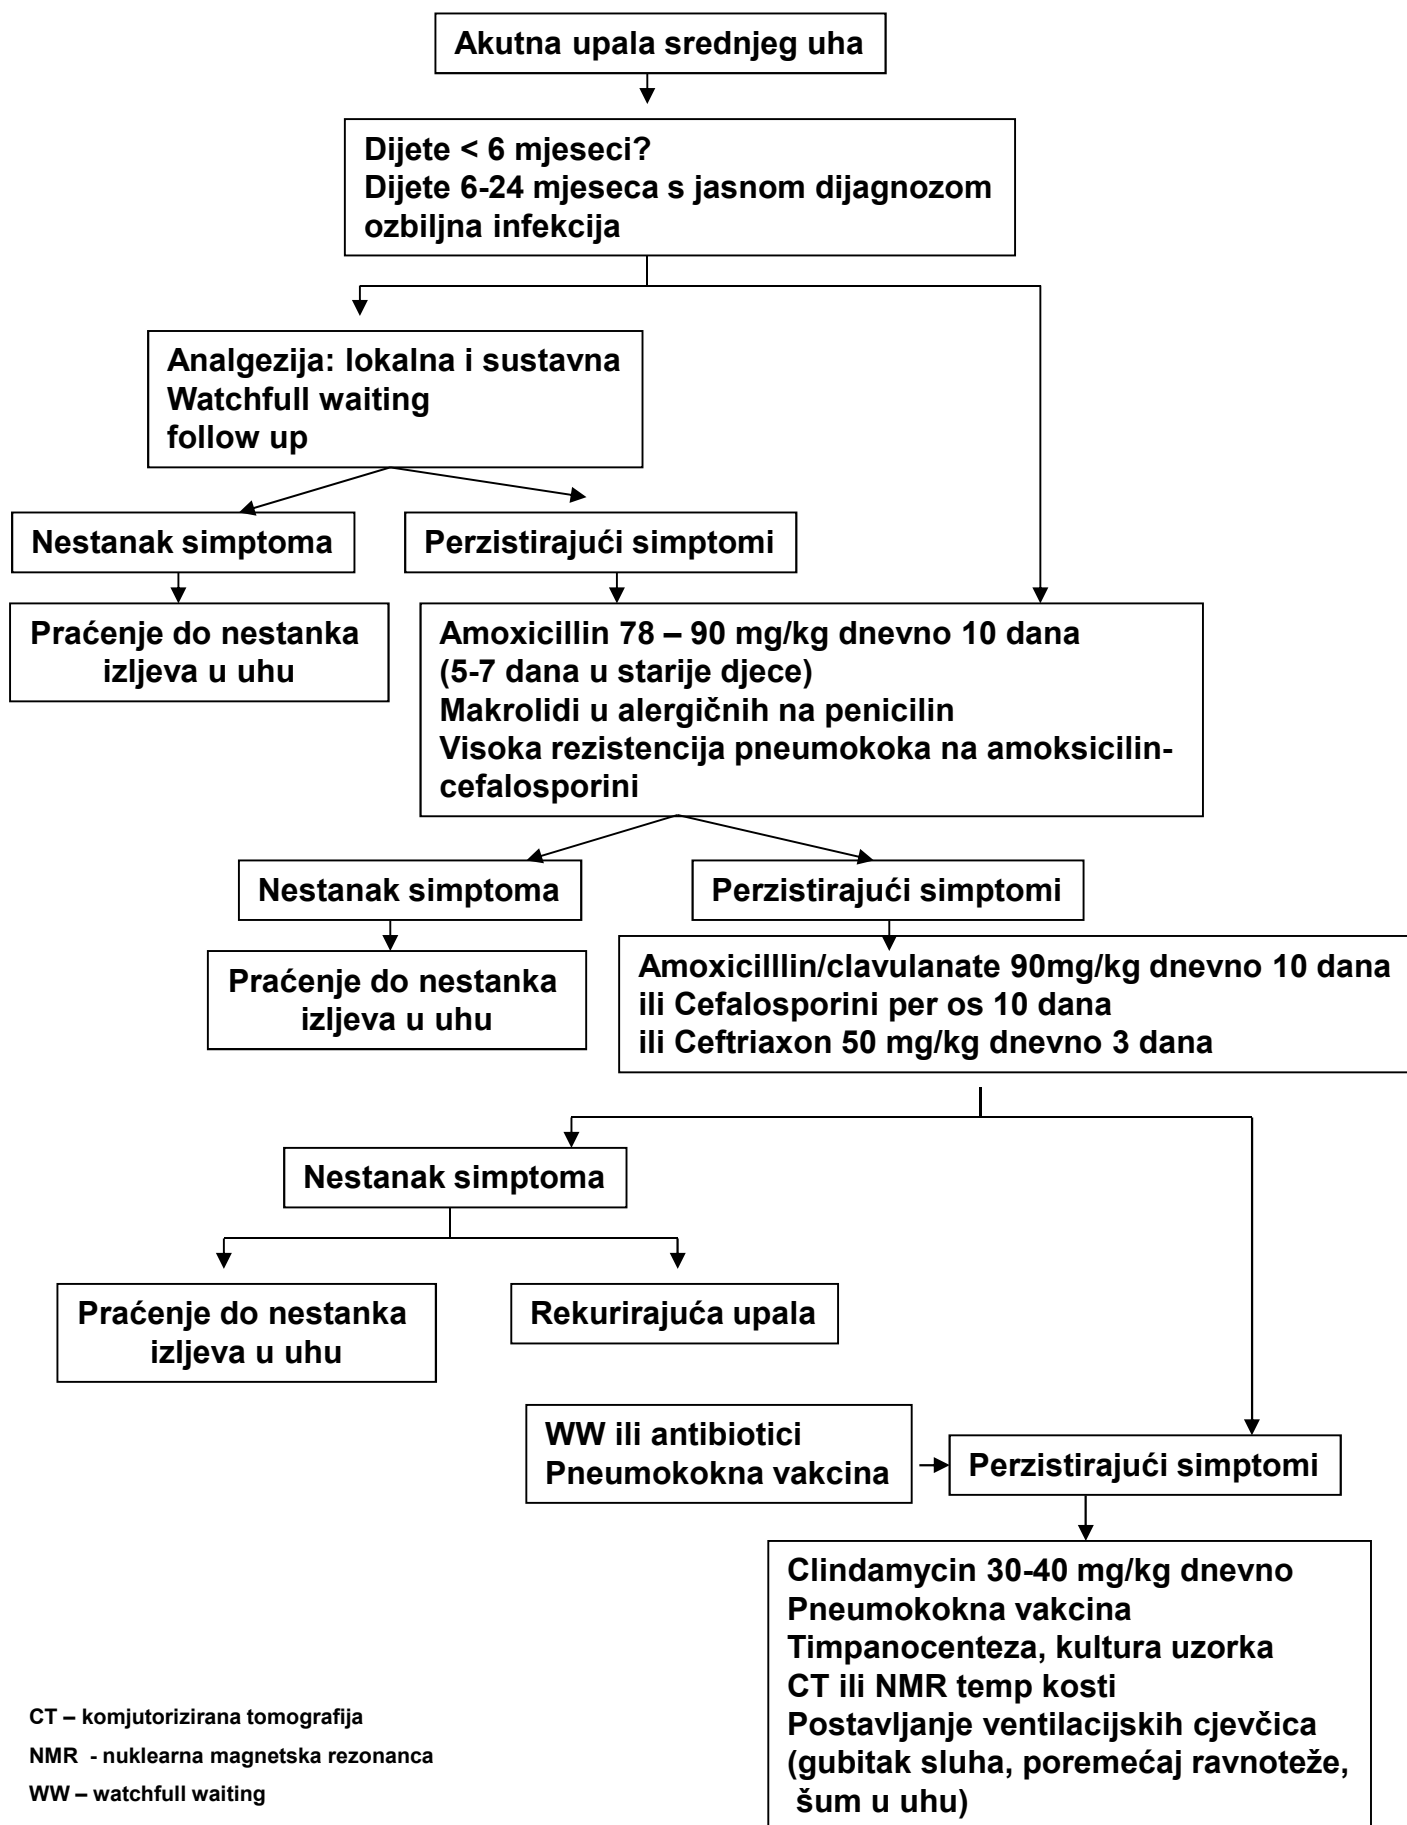 Akutna upala srednjeg uha
Dijete < 6 mjeseci?
Dijete 6-24 mjeseca s jasnom dijagnozom
ozbiljna infekcija
Analgezija: lokalna i sustavna
Watchfull waiting
follow up
Nestanak simptoma
Perzistirajući simptomi
Praćenje do nestanka
izljeva u uhu
Amoxicillin 78 – 90 mg/kg dnevno 10 dana
(5-7 dana u starije djece)
Makrolidi u alergičnih na penicilin
Visoka rezistencija pneumokoka na amoksicilin-
cefalosporini
Nestanak simptoma
Perzistirajući simptomi
Praćenje do nestanka
izljeva u uhu
Amoxicilllin/clavulanate 90mg/kg dnevno 10 dana
ili Cefalosporini per os 10 dana
ili Ceftriaxon 50 mg/kg dnevno 3 dana
Nestanak simptoma
Praćenje do nestanka
izljeva u uhu
Rekurirajuća upala
WW ili antibiotici
Pneumokokna vakcina
Perzistirajući simptomi
Clindamycin 30-40 mg/kg dnevno
Pneumokokna vakcina
Timpanocenteza, kultura uzorka
CT ili NMR temp kosti
Postavljanje ventilacijskih cjevčica
(gubitak sluha, poremećaj ravnoteže,
šum u uhu)
CT – komjutorizirana tomografija
NMR - nuklearna magnetska rezonanca
WW – watchfull waiting